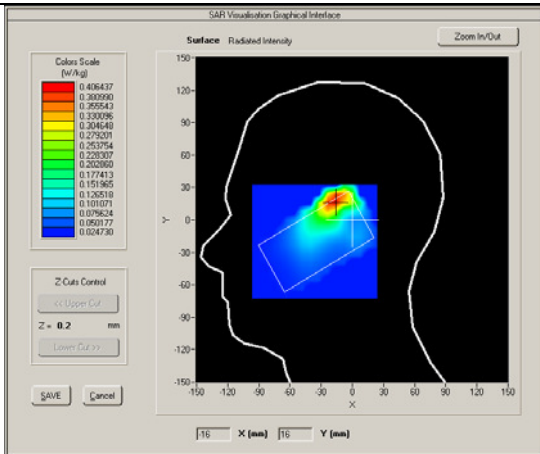 SAR Visualisation Graphical Interface
Surface Radiated Intensity
Zoom In/Out
Colors Scale
(W/kg)
0.406437
0.380990
0.355543
0.330096
0.304648
0.279201
0.253754
0.228307
0.202860
0.177413
0.151965
0.126518
0.101071
0.075624
0.050177
0.024730
Z Cuts Control
<< Upper Cut
Z = 0.2 mm
Lower Cut >>
SAVE Cancel
150
120
90
60
30
0
-30
-60
-90
-120
-150
Y
-150 -120 -90 -60 -30 0 30 60 90 120 150
X
-16 X (mm) 16 Y (mm)